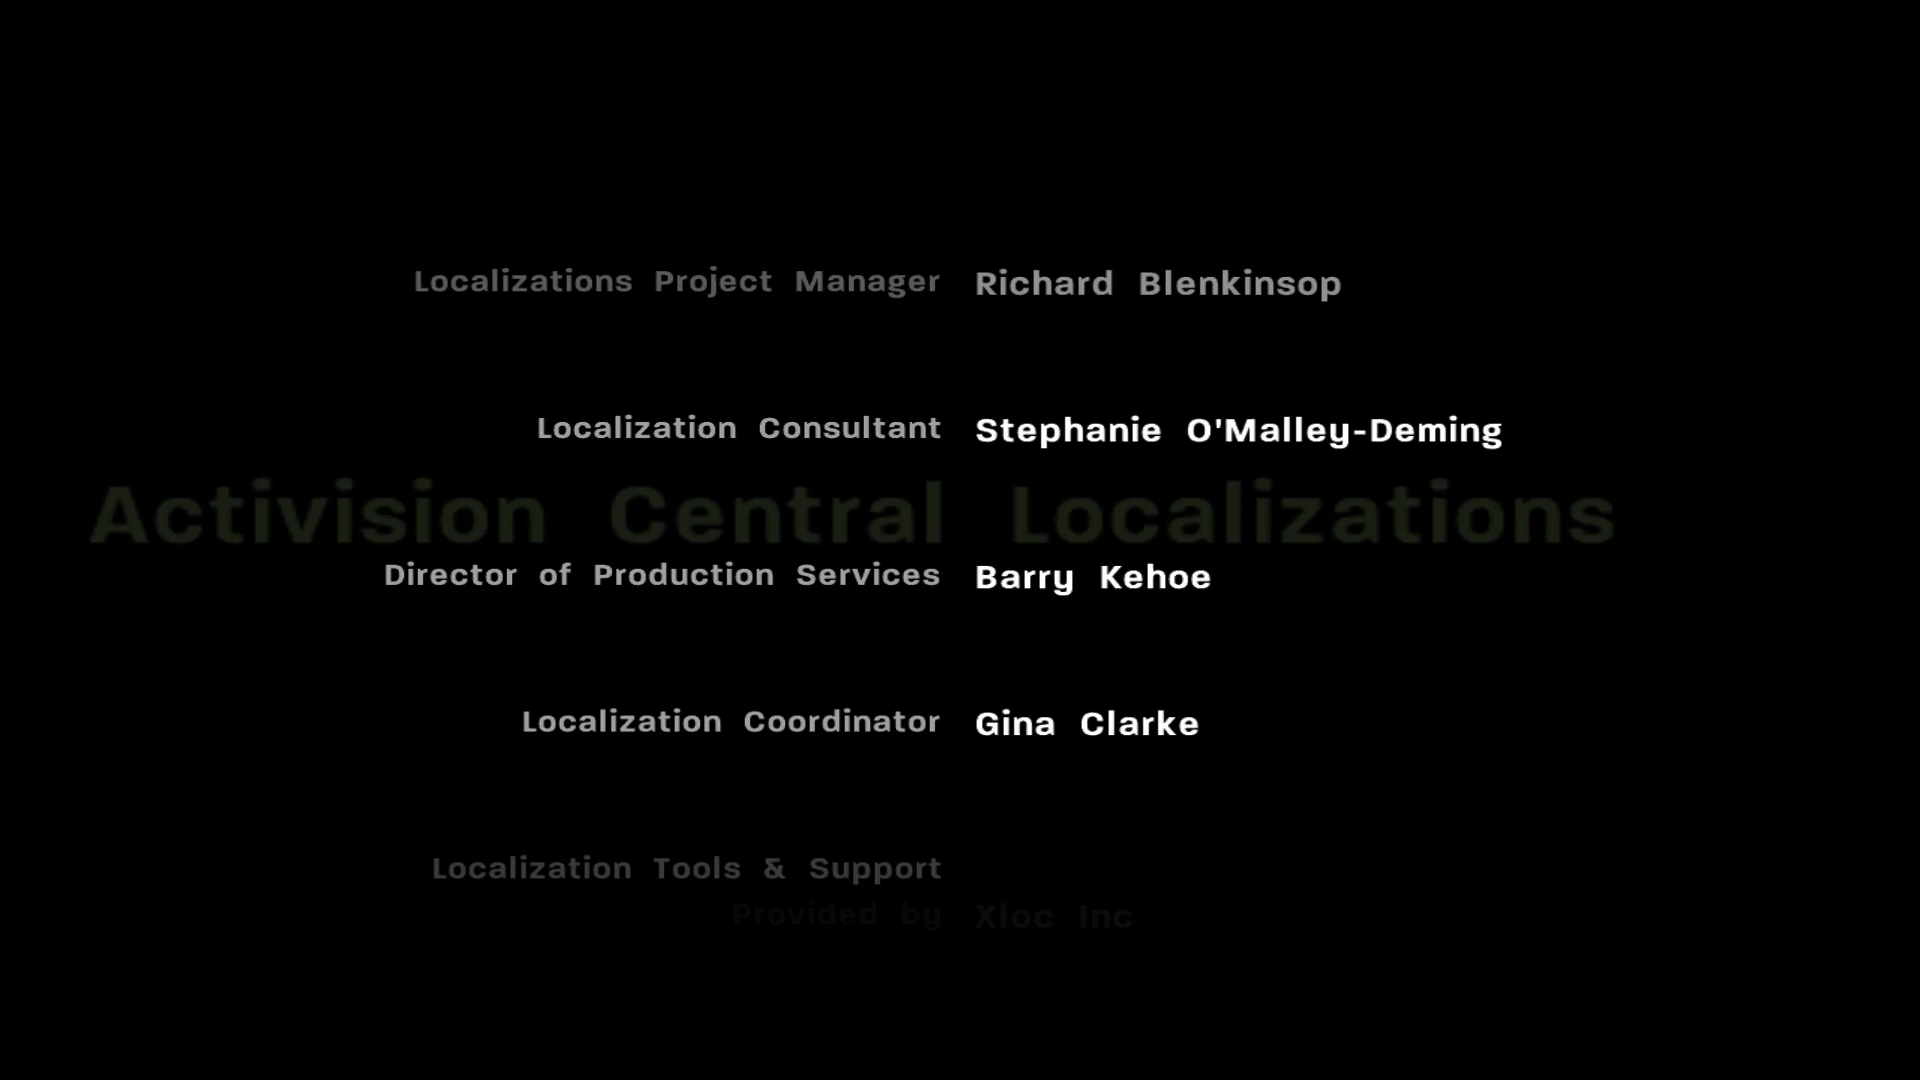 Localizations Project Manager Richard Blenkinsop
Localization Consultant Stephanie O'Malley-Deming
Activision Central Localizations
Director of Production Services Barry Kehoe
Localization Coordinator Gina Clarke
Localization Tools & Support
Provided by Xloc Inc